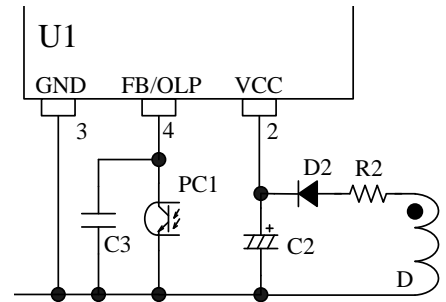 U1
GND FB/OLP VCC
3 4 2
D2 R2
PC1
C3 C2 + D